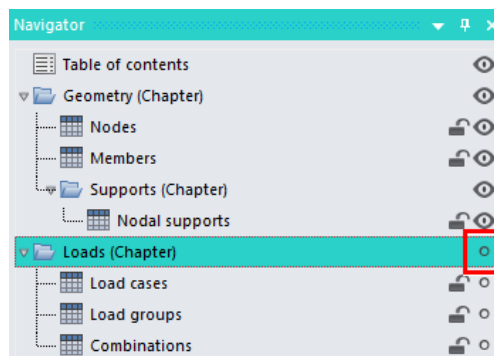 Navigator
Table of contents
Geometry (Chapter)
Nodes
Members
Supports (Chapter)
Nodal supports
Loads (Chapter)
Load cases
Load groups
Combinations